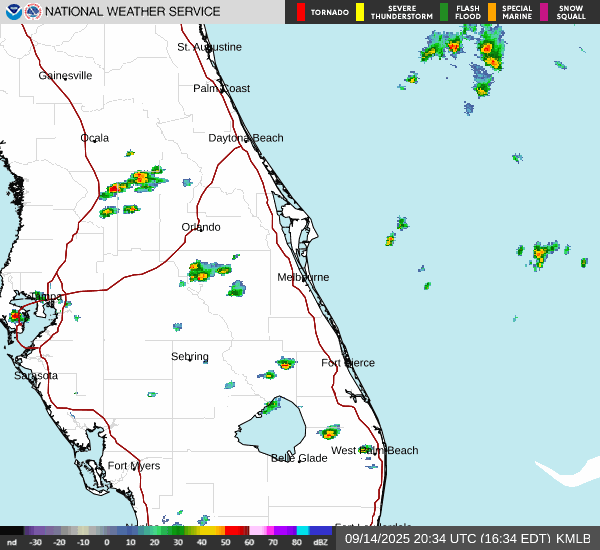 NATIONAL WEATHER SERVICE
TORNADO
SEVERE THUNDERSTORM
FLASH FLOOD
SPECIAL MARINE
SNOW SQUALL
St. Augustine
Gainesville
Palm Coast
Ocala
Daytona Beach
Orlando
Melbourne
Tampa
Sebring
Fort Pierce
Sarasota
West Palm Beach
Belle Glade
Fort Myers
nd -30 -20 -10 0 10 20 30 40 50 60 70 80 dBZ
09/14/2025 20:34 UTC (16:34 EDT) KMLB